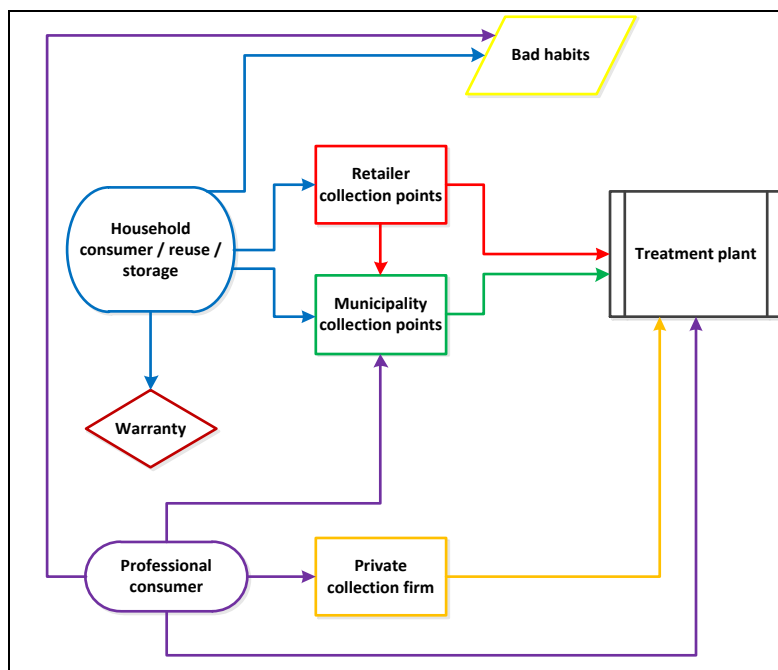 Bad habits
Retailer
collection points
Household
consumer / reuse /
storage
Treatment plant
Municipality
collection points
Warranty
Professional
consumer
Private
collection firm